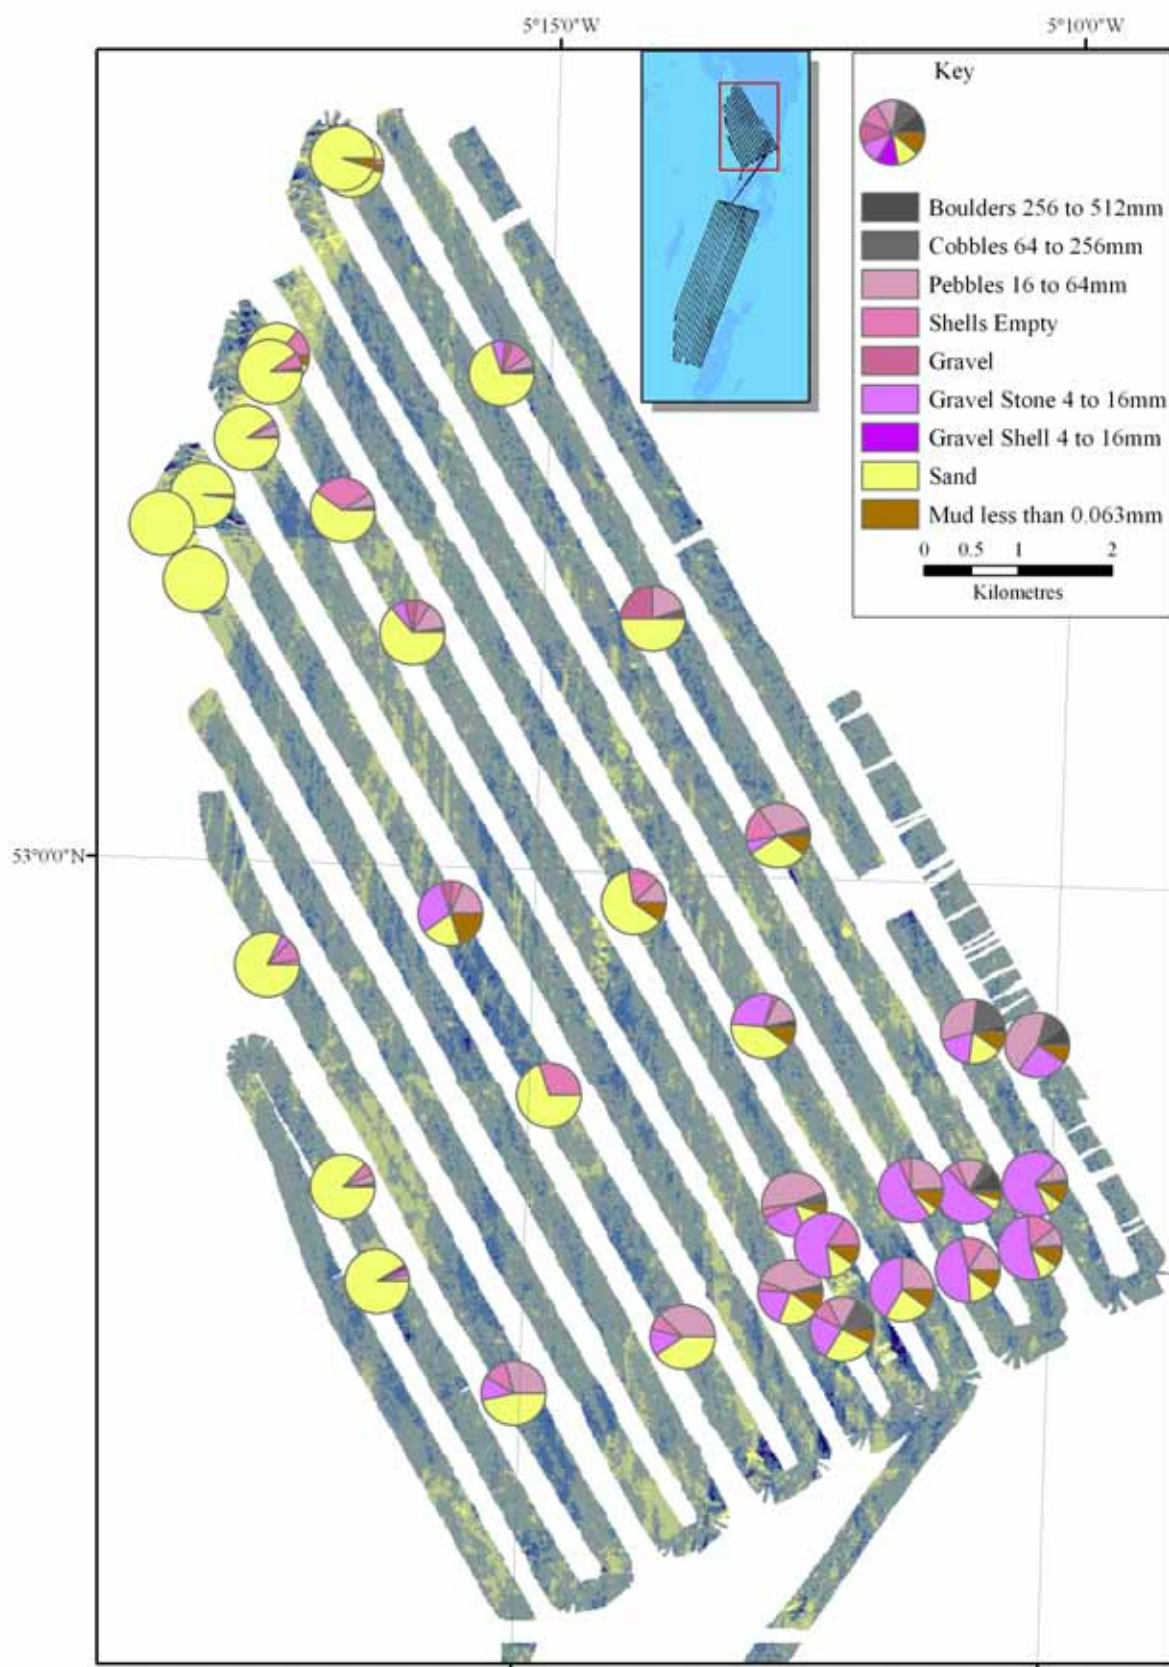 5°15'0"W 5°10'0"W
Key
Boulders 256 to 512mm
Cobbles 64 to 256mm
Pebbles 16 to 64mm
Shells Empty
Gravel
Gravel Stone 4 to 16mm
Gravel Shell 4 to 16mm
Sand
Mud less than 0.063mm
0 0.5 1 2
Kilometres
53°0'0"N